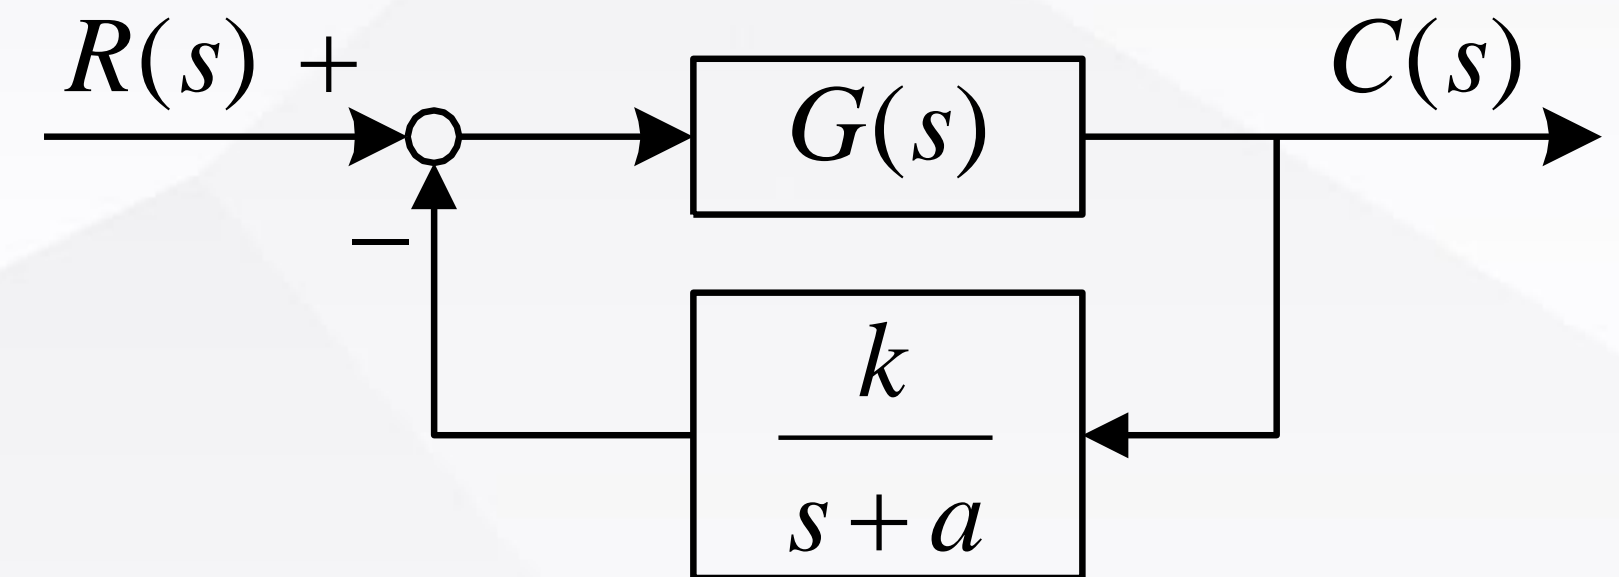 R(s) + C(s)
G(s)
−
k
s + a